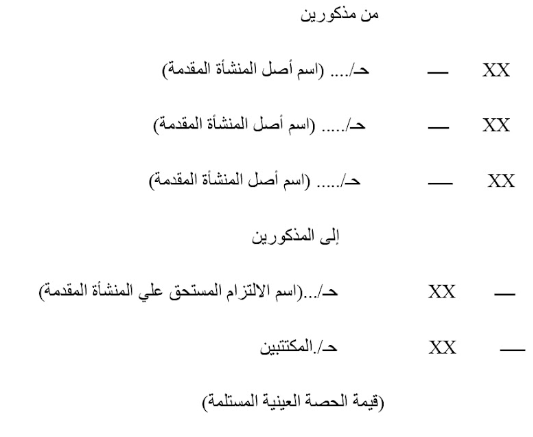 من مذكورين
XX — حـ/.... (اسم أصل المنشأة المقدمة)
XX — حـ/..... (اسم أصل المنشأة المقدمة)
XX — حـ/..... (اسم أصل المنشأة المقدمة)
إلى المذكورين
— XX حـ/...(اسم الالتزام المستحق علي المنشأة المقدمة)
— XX حـ/.المكتتبين
(قيمة الحصة العينية المستلمة)